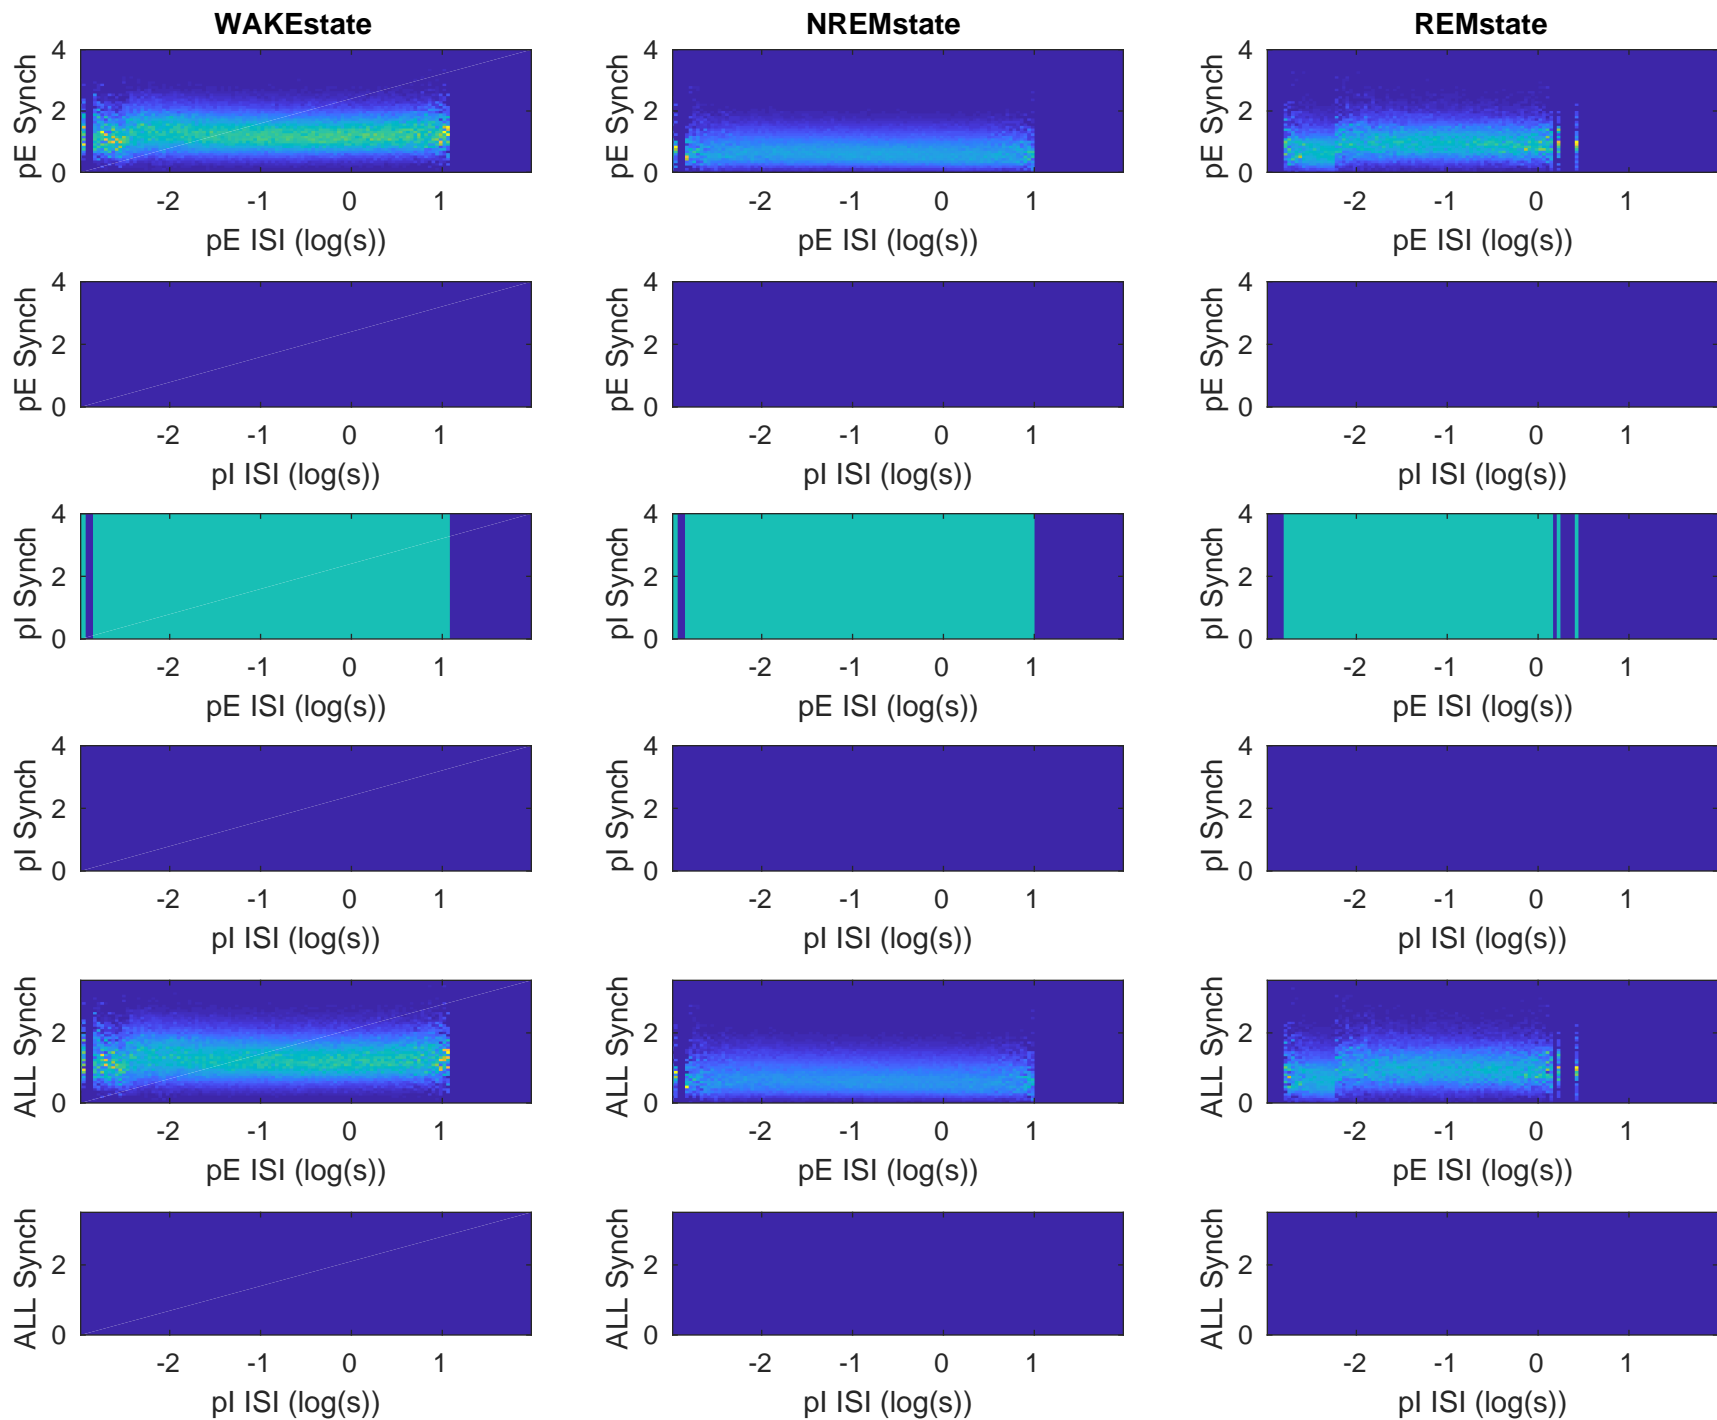 WAKEstate NREMstate REMstate
4 4 4
pE Synch pE Synch pE Synch
2 2 2
0 0 0
-2 -1 0 1 -2 -1 0 1 -2 -1 0 1
pE ISI (log(s)) pE ISI (log(s)) pE ISI (log(s))
4 4 4
pE Synch pE Synch pE Synch
2 2 2
0 0 0
-2 -1 0 1 -2 -1 0 1 -2 -1 0 1
pI ISI (log(s)) pI ISI (log(s)) pI ISI (log(s))
4 4 4
pI Synch pI Synch pI Synch
2 2 2
0 0 0
-2 -1 0 1 -2 -1 0 1 -2 -1 0 1
pE ISI (log(s)) pE ISI (log(s)) pE ISI (log(s))
4 4 4
pI Synch pI Synch pI Synch
2 2 2
0 0 0
-2 -1 0 1 -2 -1 0 1 -2 -1 0 1
pI ISI (log(s)) pI ISI (log(s)) pI ISI (log(s))
ALL Synch ALL Synch ALL Synch
2 2 2
0 0 0
-2 -1 0 1 -2 -1 0 1 -2 -1 0 1
pE ISI (log(s)) pE ISI (log(s)) pE ISI (log(s))
ALL Synch ALL Synch ALL Synch
2 2 2
0 0 0
-2 -1 0 1 -2 -1 0 1 -2 -1 0 1
pI ISI (log(s)) pI ISI (log(s)) pI ISI (log(s))